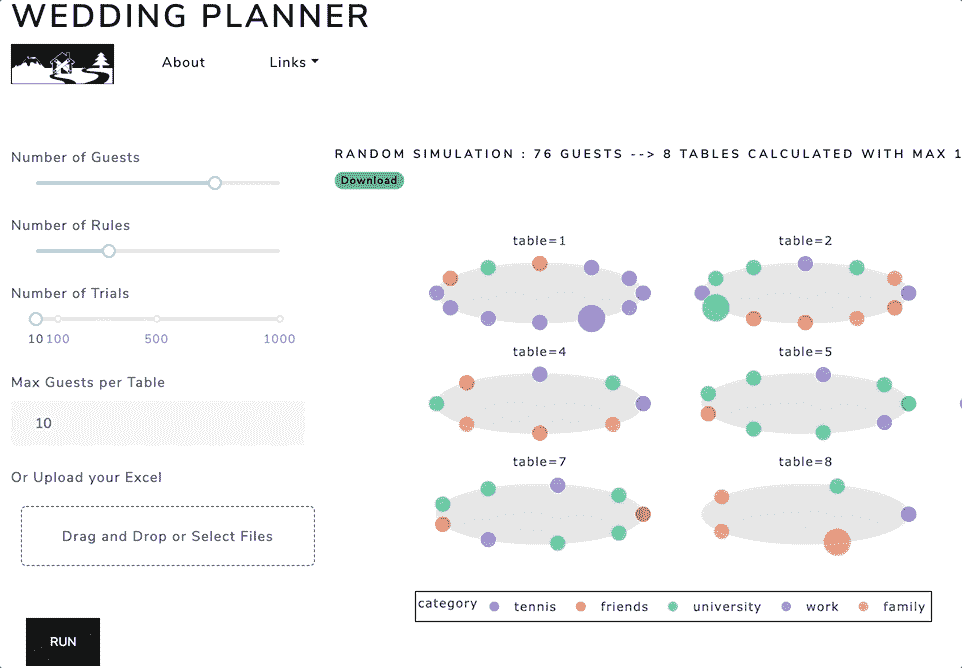 WEDDING PLANNER
About
Links
Number of Guests
Number of Rules
Number of Trials
10 100 500 1000
Max Guests per Table
10
Or Upload your Excel
Drag and Drop or Select Files
RUN
RANDOM SIMULATION : 76 GUESTS --> 8 TABLES CALCULATED WITH MAX 1
Download
table=1
table=2
table=4
table=5
table=7
table=8
category tennis friends university work family